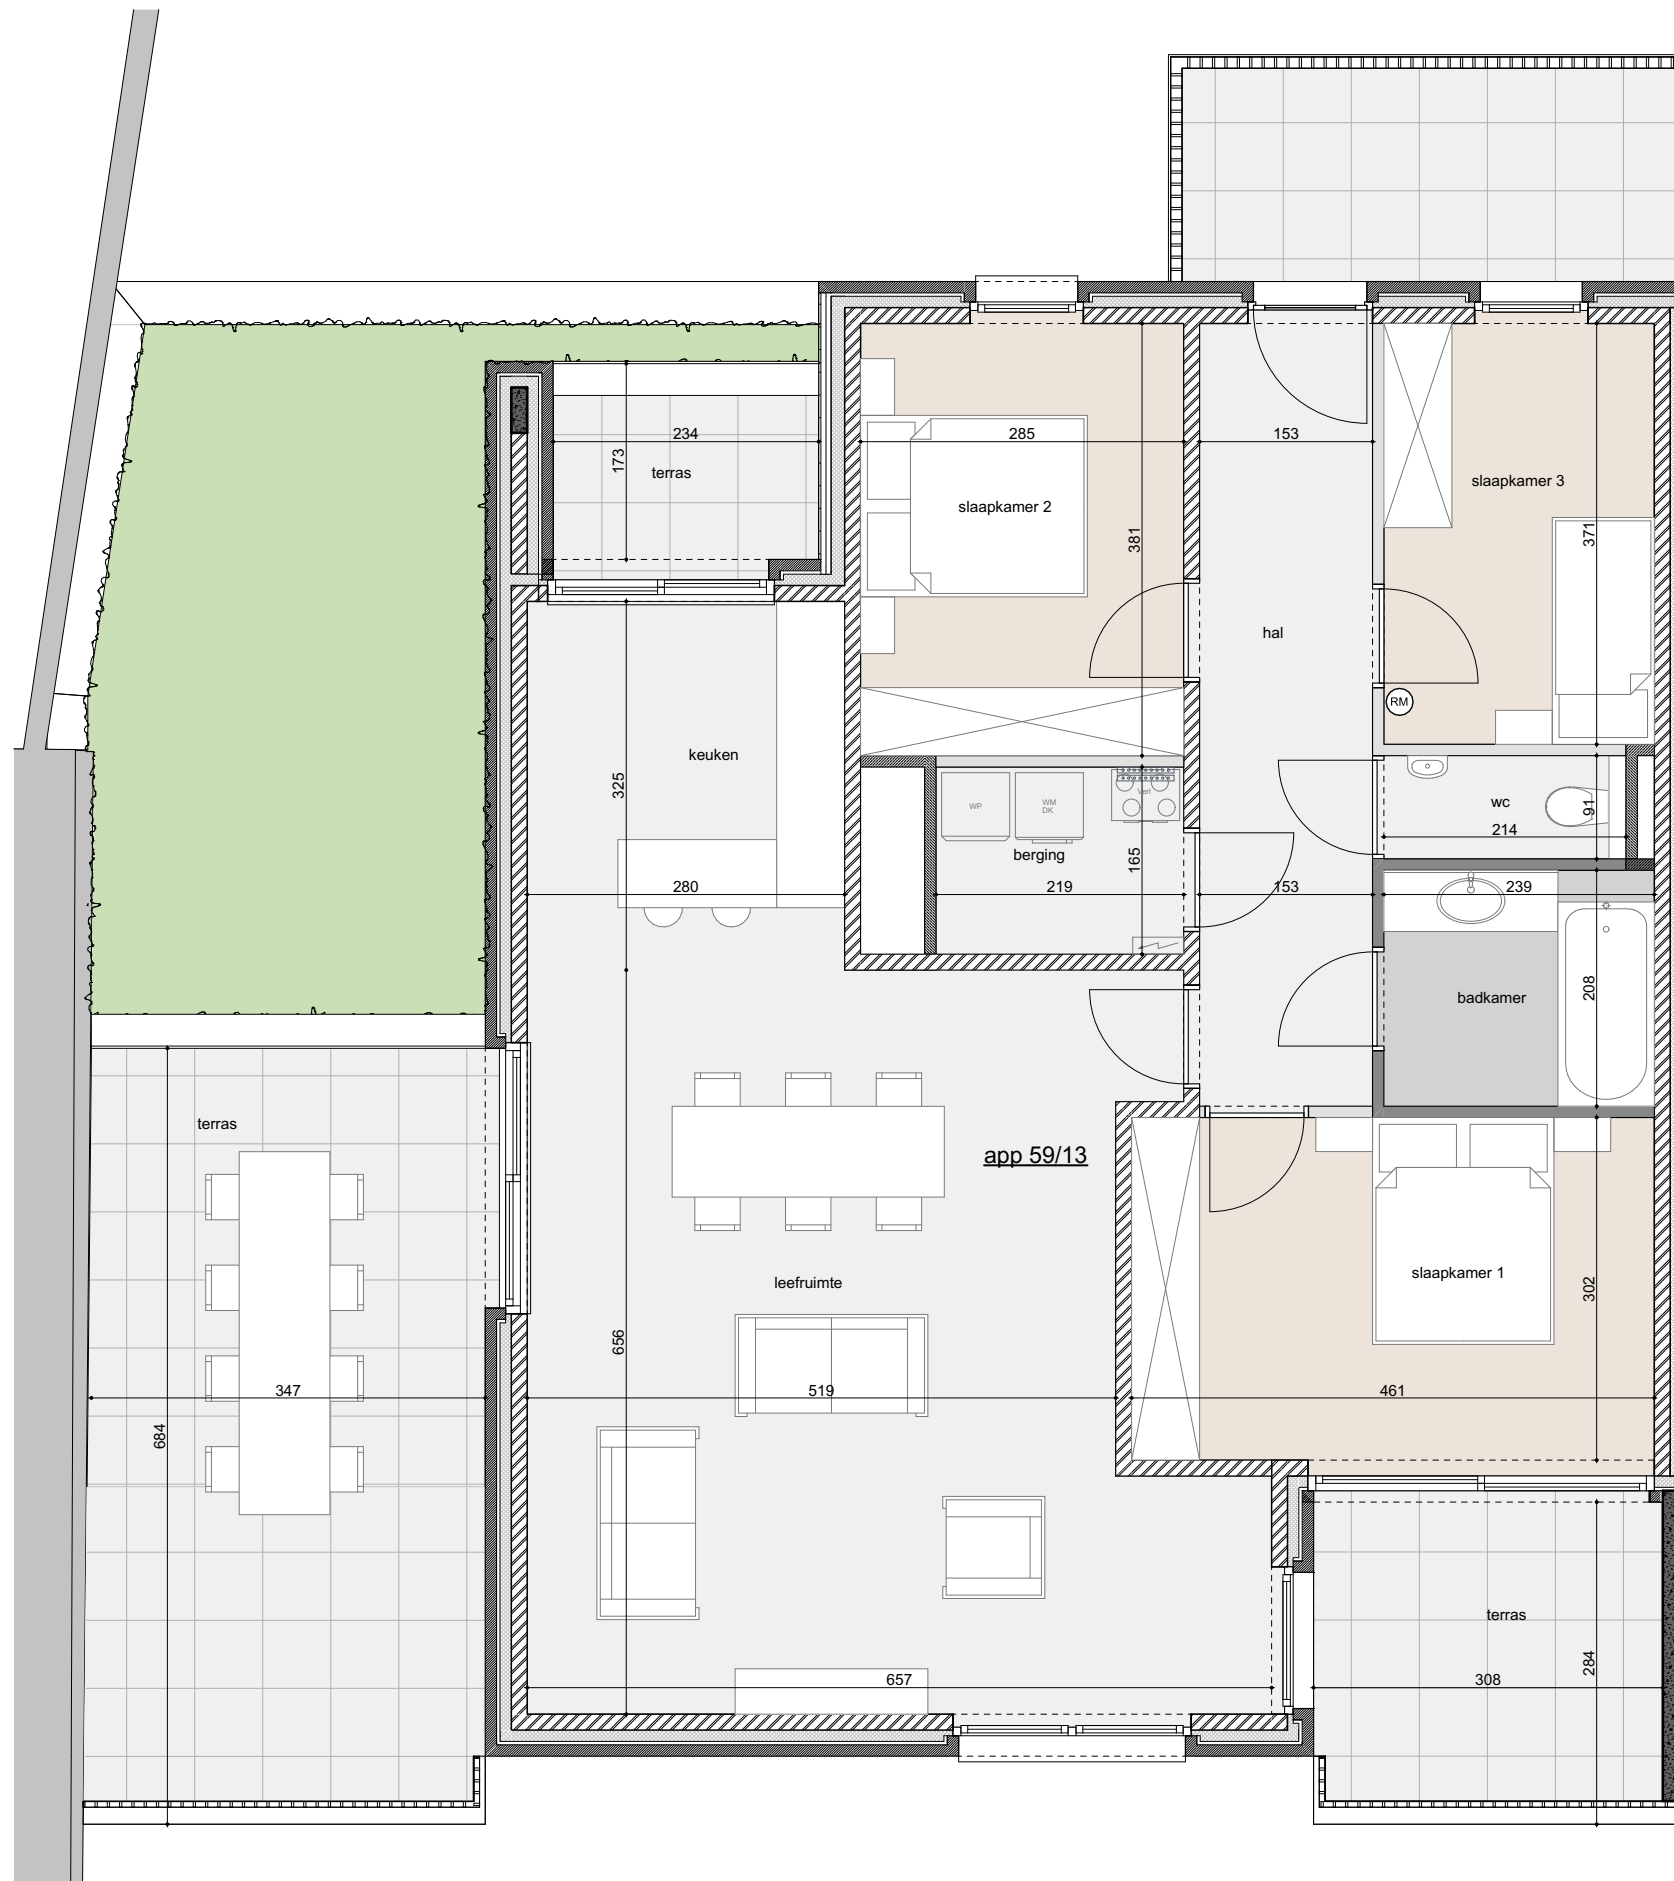 234
173
terras
285
slaapkamer 2
381
153
slaapkamer 3
371
hal
RM
keuken
325
WP
WM
DK
Verl
berging
165
219
280
153
wc
91
214
239
208
badkamer
terras
app 59/13
leefruimte
slaapkamer 1
302
656
347
519
461
684
terras
284
657
308